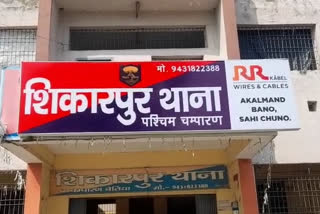 मो. 9431822388
शिकारपुर थाना
पश्चिम चम्पारण
RR
KABEL
WIRES & CABLES
AKALMAND
BANO,
SAHI CHUNO.
शिकारपुर थाना